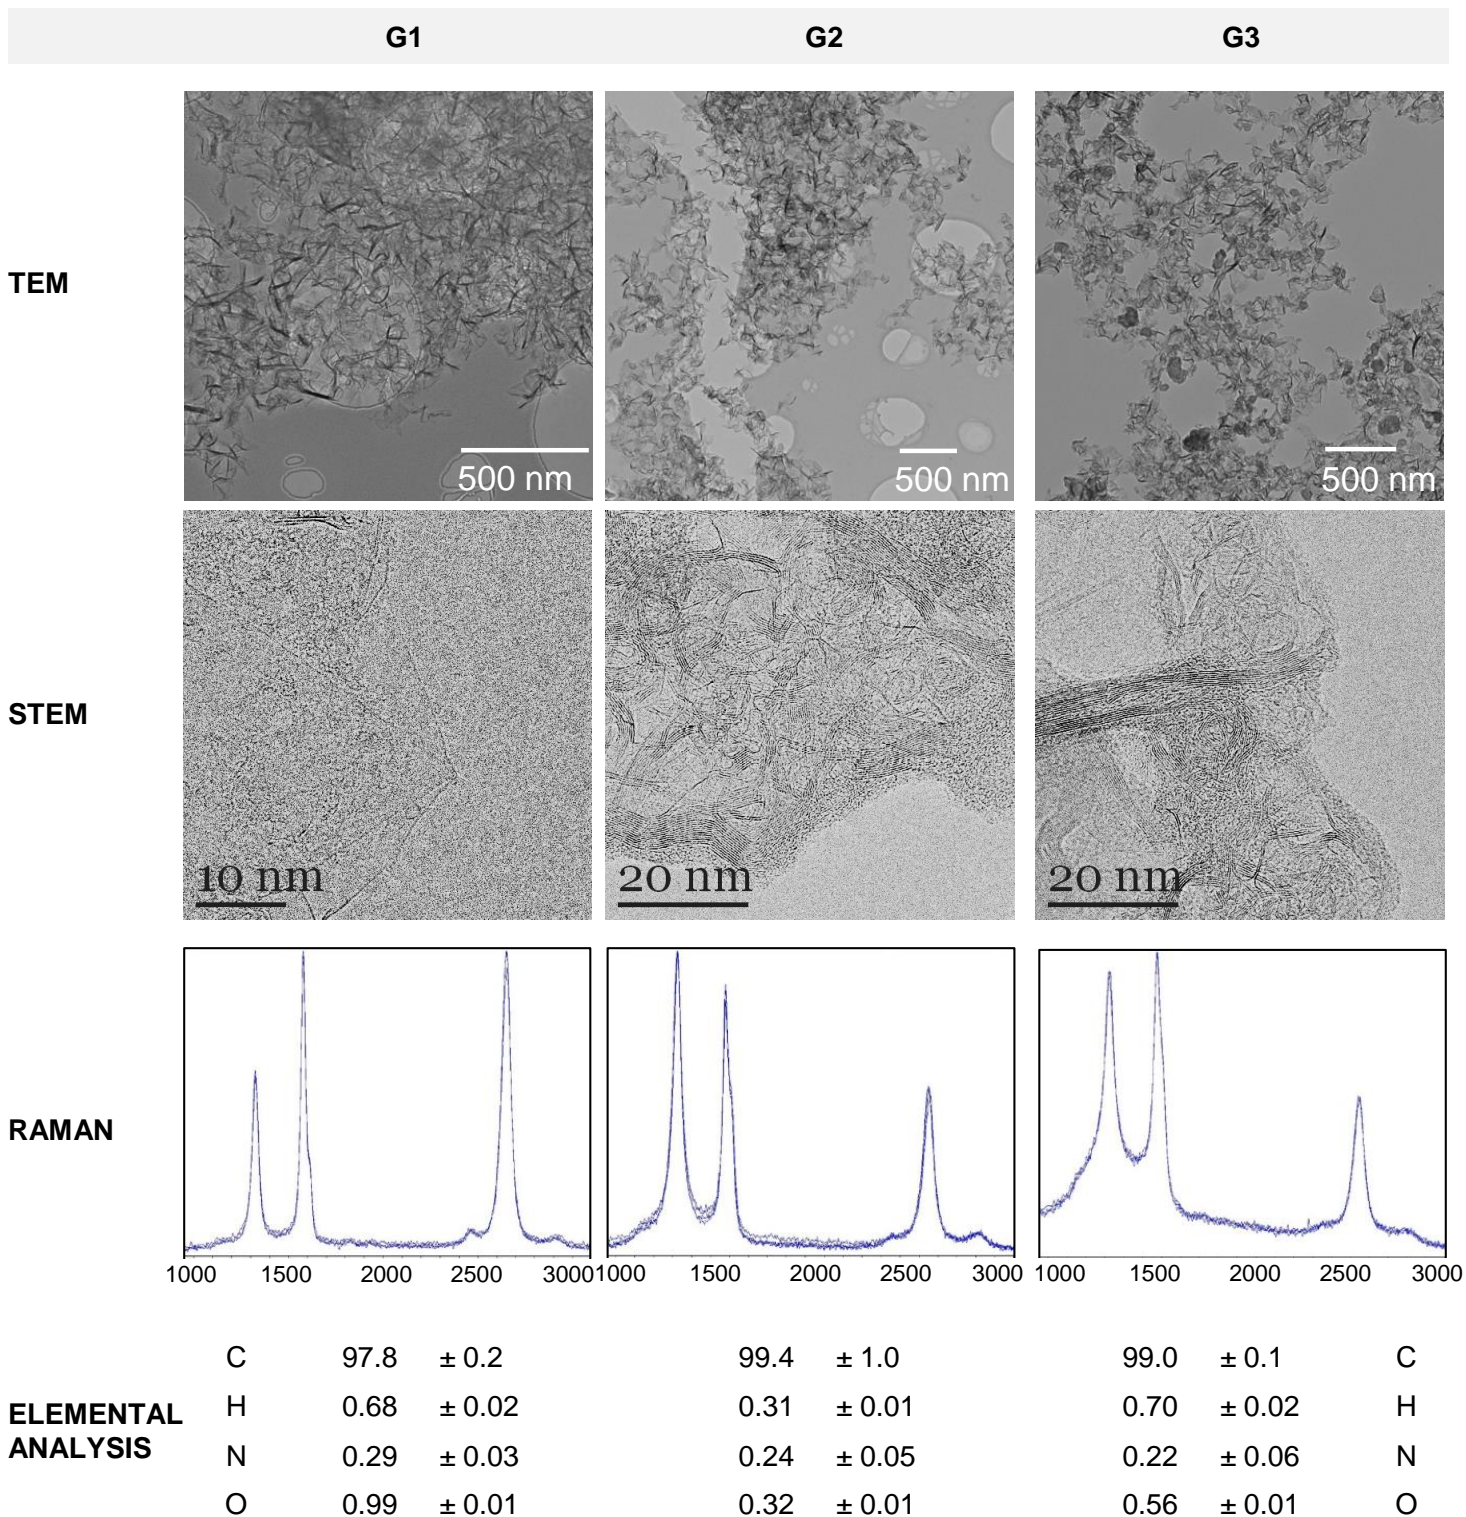 G1 G2 G3
TEM
500 nm 500 nm 500 nm
STEM
10 nm 20 nm 20 nm
RAMAN
1000 1500 2000 2500 3000 1000 1500 2000 2500 3000 1000 1500 2000 2500 3000
ELEMENTAL
ANALYSIS
C 97.8 ± 0.2 99.4 ± 1.0 99.0 ± 0.1 C
H 0.68 ± 0.02 0.31 ± 0.01 0.70 ± 0.02 H
N 0.29 ± 0.03 0.24 ± 0.05 0.22 ± 0.06 N
O 0.99 ± 0.01 0.32 ± 0.01 0.56 ± 0.01 O